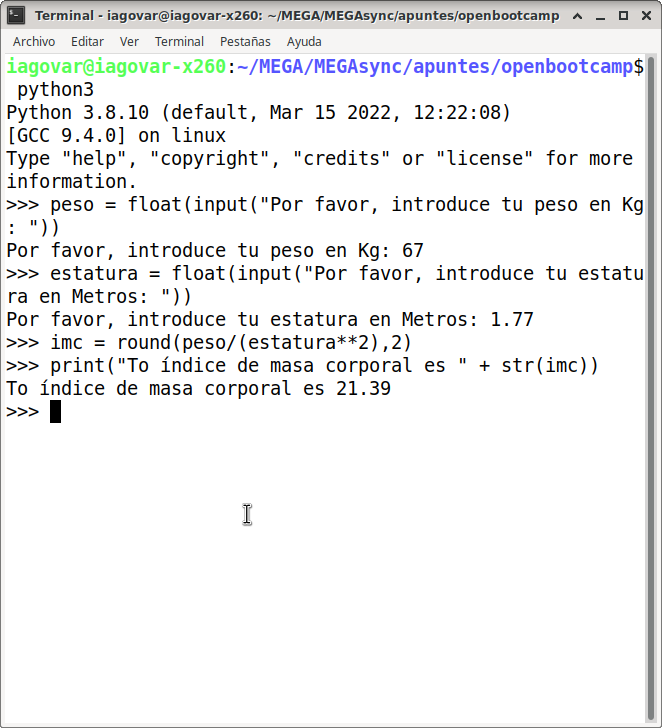 Terminal - iagovar@iagovar-x260: ~/MEGA/MEGAsync/apuntes/openbootcamp
Archivo Editar Ver Terminal Pestañas Ayuda
iagovar@iagovar-x260:~/MEGA/MEGAsync/apuntes/openbootcamp$
python3
Python 3.8.10 (default, Mar 15 2022, 12:22:08)
[GCC 9.4.0] on linux
Type "help", "copyright", "credits" or "license" for more
information.
>>> peso = float(input("Por favor, introduce tu peso en Kg
: "))
Por favor, introduce tu peso en Kg: 67
>>> estatura = float(input("Por favor, introduce tu estatu
ra en Metros: "))
Por favor, introduce tu estatura en Metros: 1.77
>>> imc = round(peso/(estatura**2),2)
>>> print("To índice de masa corporal es " + str(imc))
To índice de masa corporal es 21.39
>>>